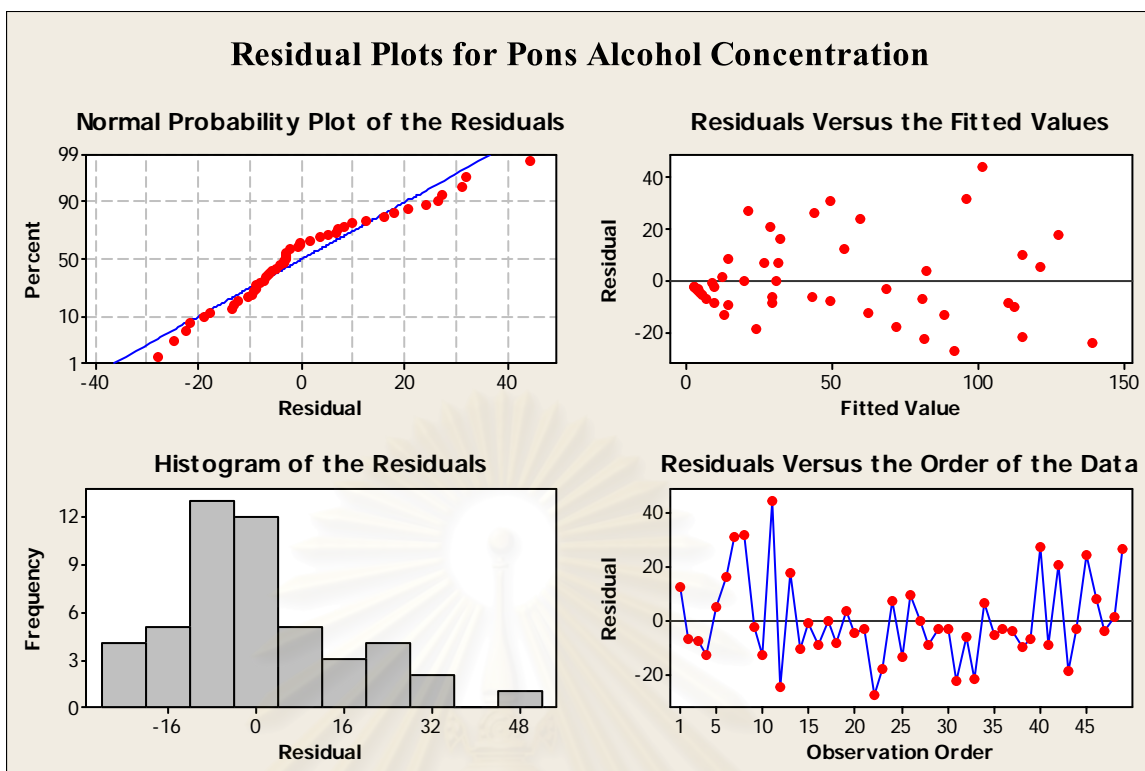 Residual Plots for Pons Alcohol Concentration
Normal Probability Plot of the Residuals
99
90
50
10
1
Percent
-40 -20 0 20 40
Residual
Residuals Versus the Fitted Values
40
20
0
-20
Residual
0 50 100 150
Fitted Value
Histogram of the Residuals
12
9
6
3
0
Frequency
-16 0 16 32 48
Residual
Residuals Versus the Order of the Data
40
20
0
-20
Residual
1 5 10 15 20 25 30 35 40 45
Observation Order